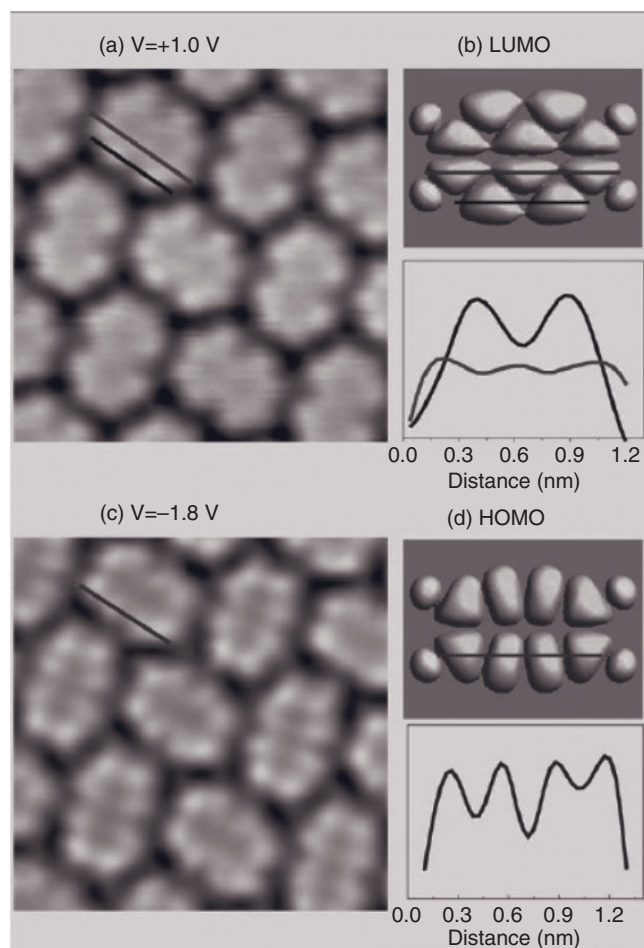 (a) V=+1.0 V
(b) LUMO
0.0 0.3 0.6 0.9 1.2
Distance (nm)
(c) V=–1.8 V
(d) HOMO
0.0 0.3 0.6 0.9 1.2
Distance (nm)